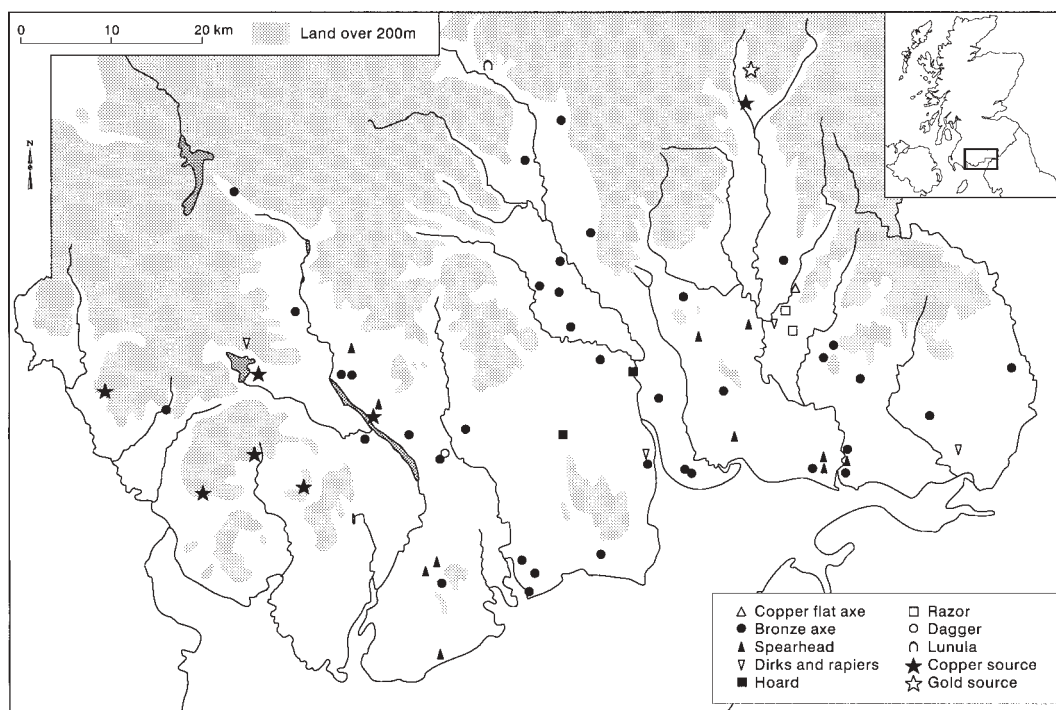 0 10 20 km
Land over 200m
N
Copper flat axe
Bronze axe
Spearhead
Dirks and rapiers
Hoard
Razor
Dagger
Lunula
Copper source
Gold source